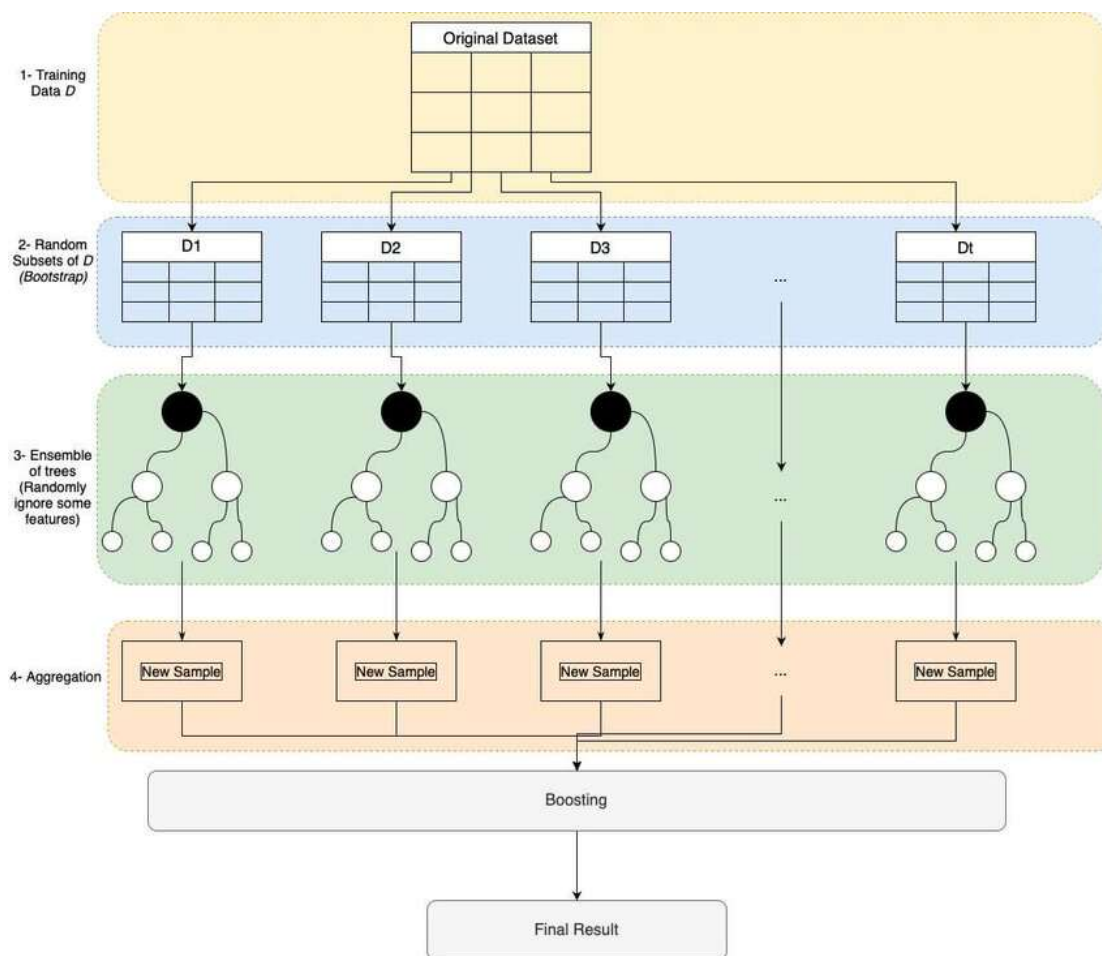 Original Dataset
1- Training
Data D
2- Random
Subsets of D
(Bootstrap)
D1
D2
D3
...
Dt
3- Ensemble
of trees
(Randomly
ignore some
features)
...
4- Aggregation
New Sample
New Sample
New Sample
...
New Sample
Boosting
Final Result